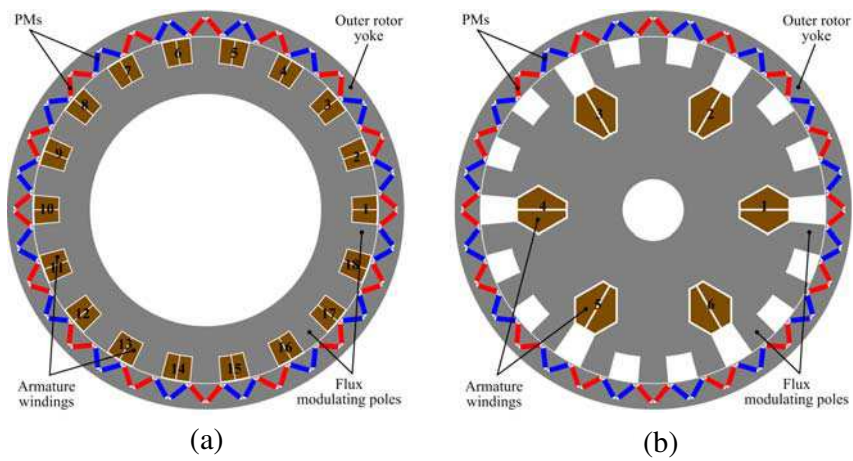 PMs
Outer rotor
yoke
6
5
7
4
8
3
9
2
10
1
11
18
12
17
13
16
14
15
Armature
windings
Flux
modulating poles
(a)
PMs
Outer rotor
yoke
3
2
4
1
5
6
Armature
windings
Flux
modulating poles
(b)